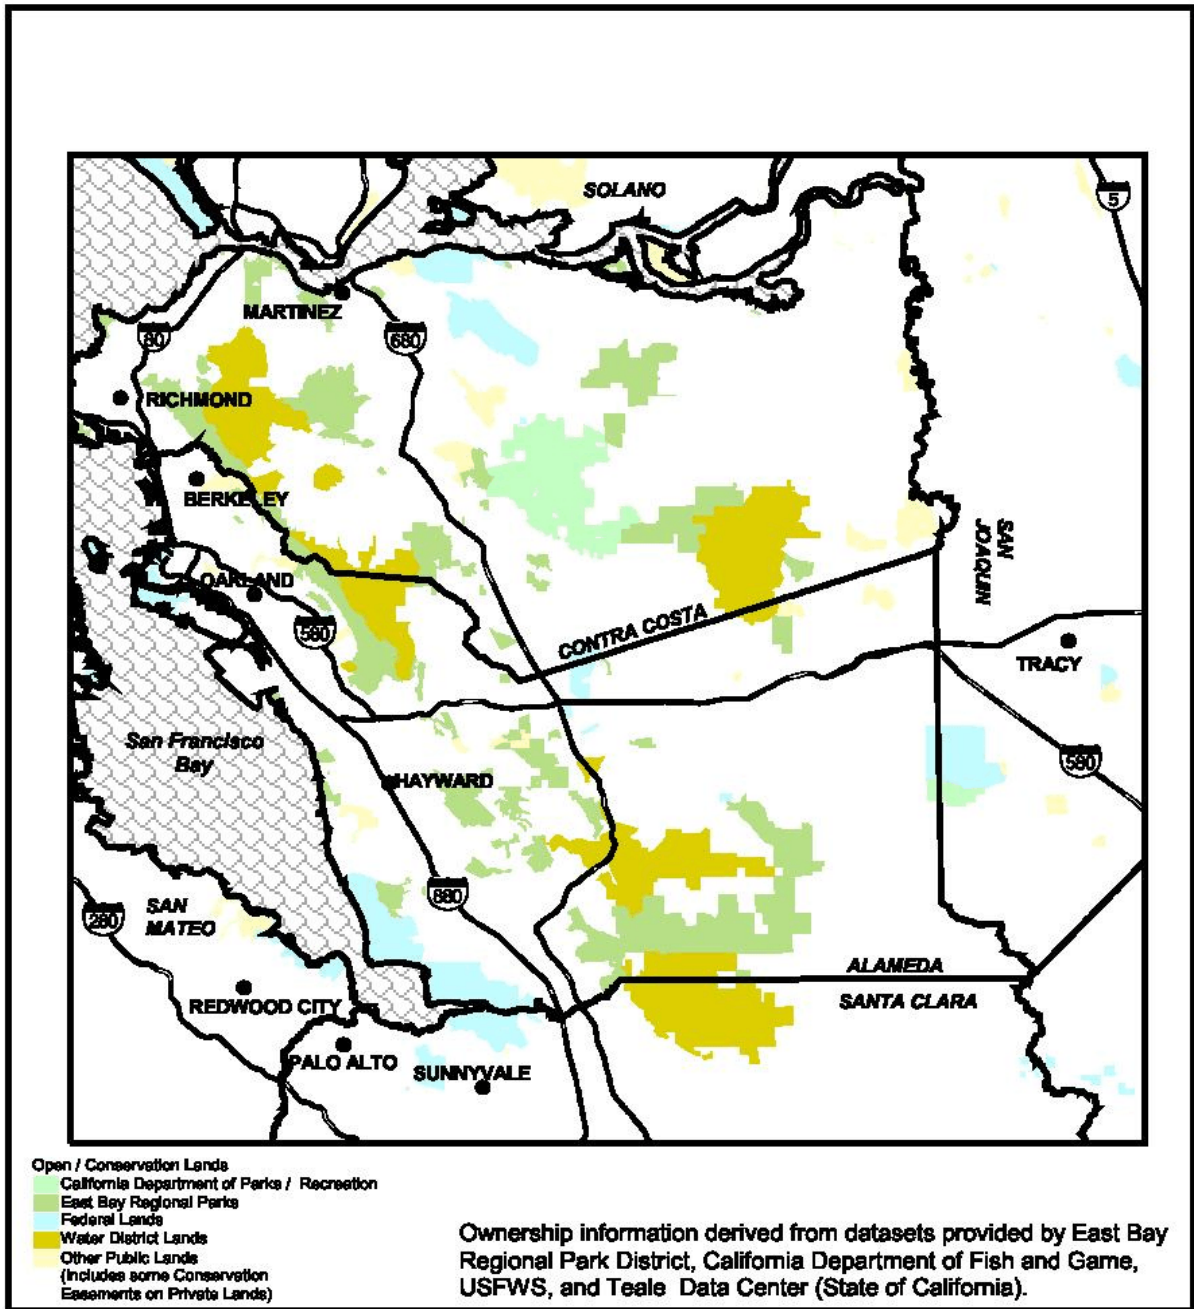 SOLANO
5
MARTINEZ
80
680
RICHMOND
BERKELEY
SAN
JOAQUIN
OAKLAND
580
CONTRA COSTA
TRACY
San Francisco
Bay
580
HAYWARD
880
SAN
MATEO
280
ALAMEDA
SANTA CLARA
REDWOOD CITY
PALO ALTO
SUNNYVALE
Open / Conservation Lands
California Department of Parks / Recreation
East Bay Regional Parks
Federal Lands
Water District Lands
Other Public Lands
(Includes some Conservation
Easements on Private Lands)
Ownership information derived from datasets provided by East Bay
Regional Park District, California Department of Fish and Game,
USFWS, and Teale Data Center (State of California).